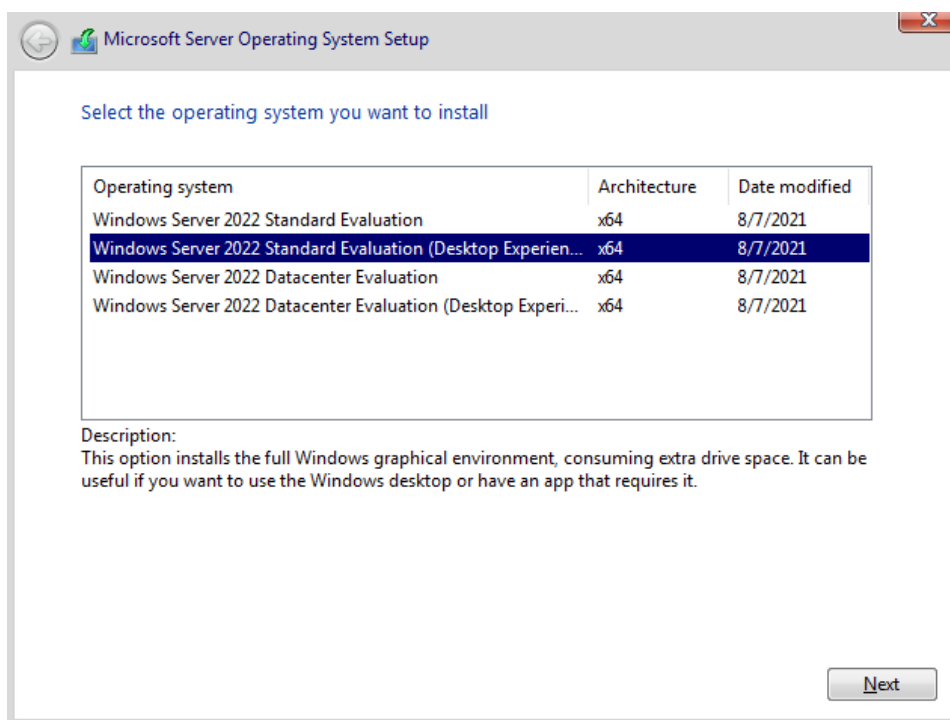 Microsoft Server Operating System Setup
Select the operating system you want to install
Operating system Architecture Date modified
Windows Server 2022 Standard Evaluation x64 8/7/2021
Windows Server 2022 Standard Evaluation (Desktop Experien... x64 8/7/2021
Windows Server 2022 Datacenter Evaluation x64 8/7/2021
Windows Server 2022 Datacenter Evaluation (Desktop Experi... x64 8/7/2021
Description:
This option installs the full Windows graphical environment, consuming extra drive space. It can be
useful if you want to use the Windows desktop or have an app that requires it.
Next